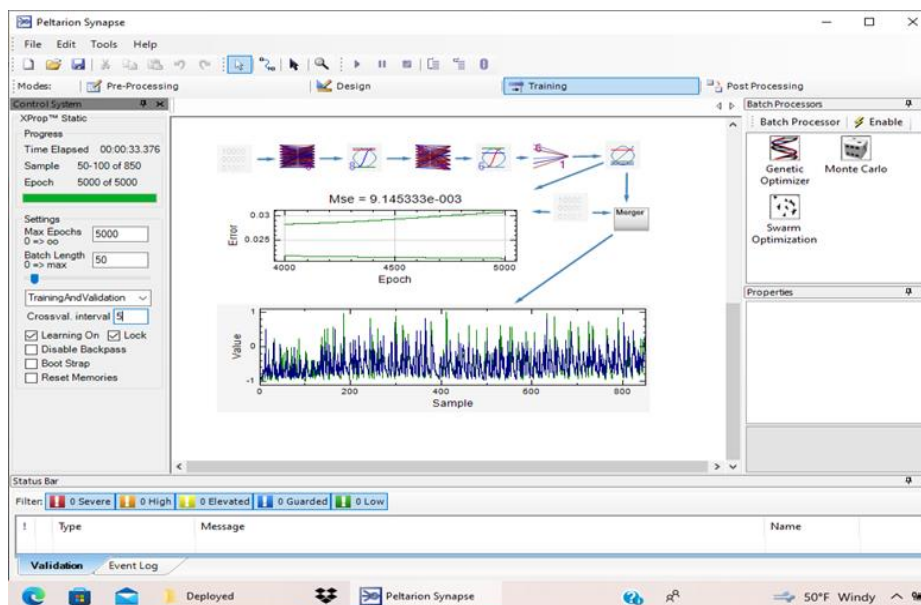 Peltarion Synapse
File Edit Tools Help
Modes: Pre-Processing Design Training Post Processing
Control System
XProp™ Static
Progress
Time Elapsed 00:00:33.376
Sample 50-100 of 850
Epoch 5000 of 5000
Settings
Max Epochs
0 => oo
5000
Batch Length
0 => max
50
TrainingAndValidation
Crossval. interval 5
Learning On Lock
Disable Backpass
Boot Strap
Reset Memories
Mse = 9.145333e-003
Error
0.03
0.025
4000 4500 5000
Epoch
Merger
Value
1
0
-1
0 200 400 600 800
Sample
Batch Processors
Batch Processor Enable
Genetic
Optimizer
Monte Carlo
Swarm
Optimization
Properties
Status Bar
Filter: 0 Severe 0 High 0 Elevated 0 Guarded 0 Low
! Type Message Name
Validation Event Log
Deployed Peltarion Synapse 50°F Windy